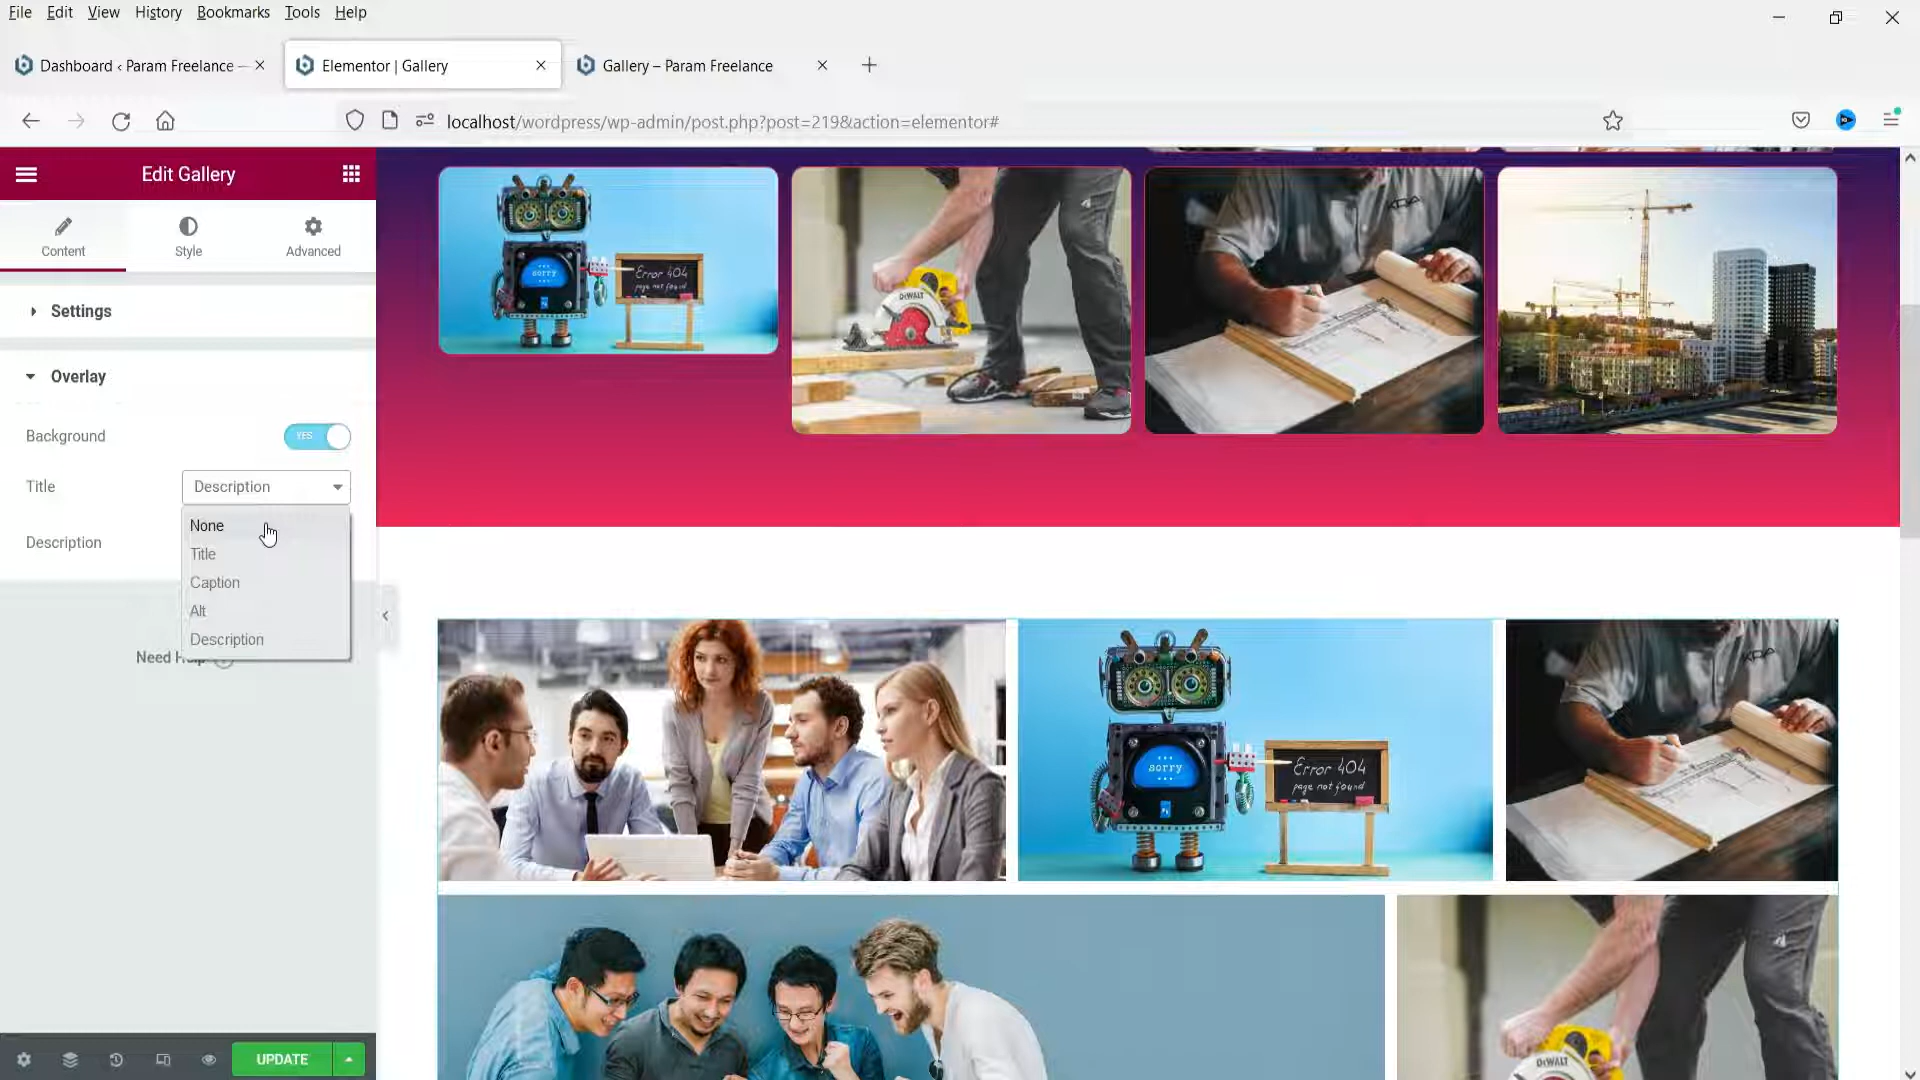 File Edit View History Bookmarks Tools Help
Dashboard ‹ Param Freelance —
Elementor | Gallery
Gallery – Param Freelance
localhost/wordpress/wp-admin/post.php?post=219&action=elementor#
Edit Gallery
Content
Style
Advanced
Settings
Overlay
Background
YES
Title
Description
None
Title
Caption
Alt
Description
Description
Need Help
UPDATE
sorry
Error 404
page not found
DEWALT
KDA
sorry
Error 404
page not found
KDA
DEWALT